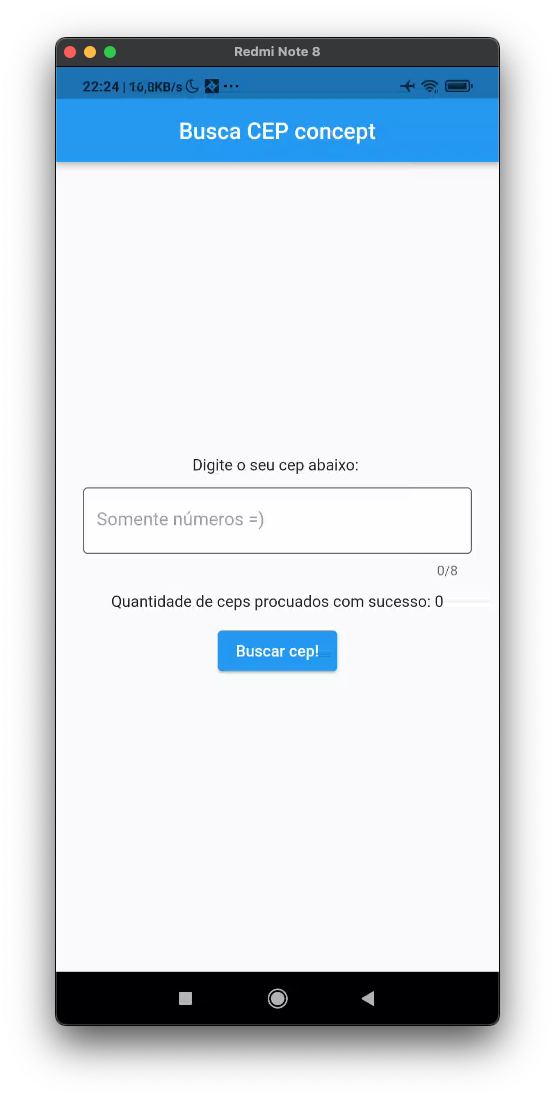 Redmi Note 8
22:24 | 16,8KB/s
Busca CEP concept
Digite o seu cep abaixo:
Somente números =)
0/8
Quantidade de ceps procuados com sucesso: 0
Buscar cep!